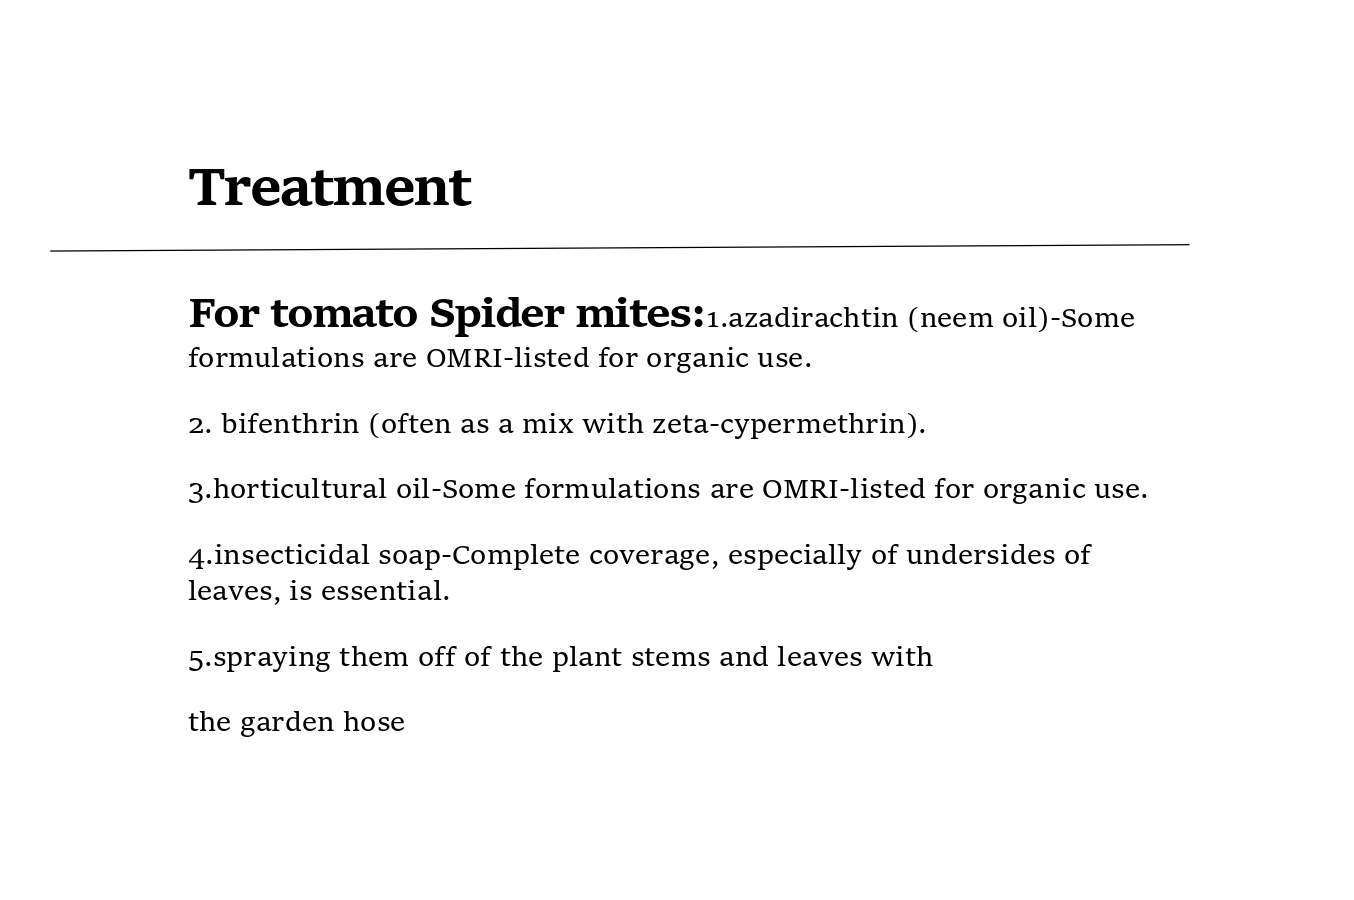 Treatment
For tomato Spider mites:1.azadirachtin (neem oil)-Some
formulations are OMRI-listed for organic use.
2. bifenthrin (often as a mix with zeta-cypermethrin).
3.horticultural oil-Some formulations are OMRI-listed for organic use.
4.insecticidal soap-Complete coverage, especially of undersides of
leaves, is essential.
5.spraying them off of the plant stems and leaves with
the garden hose